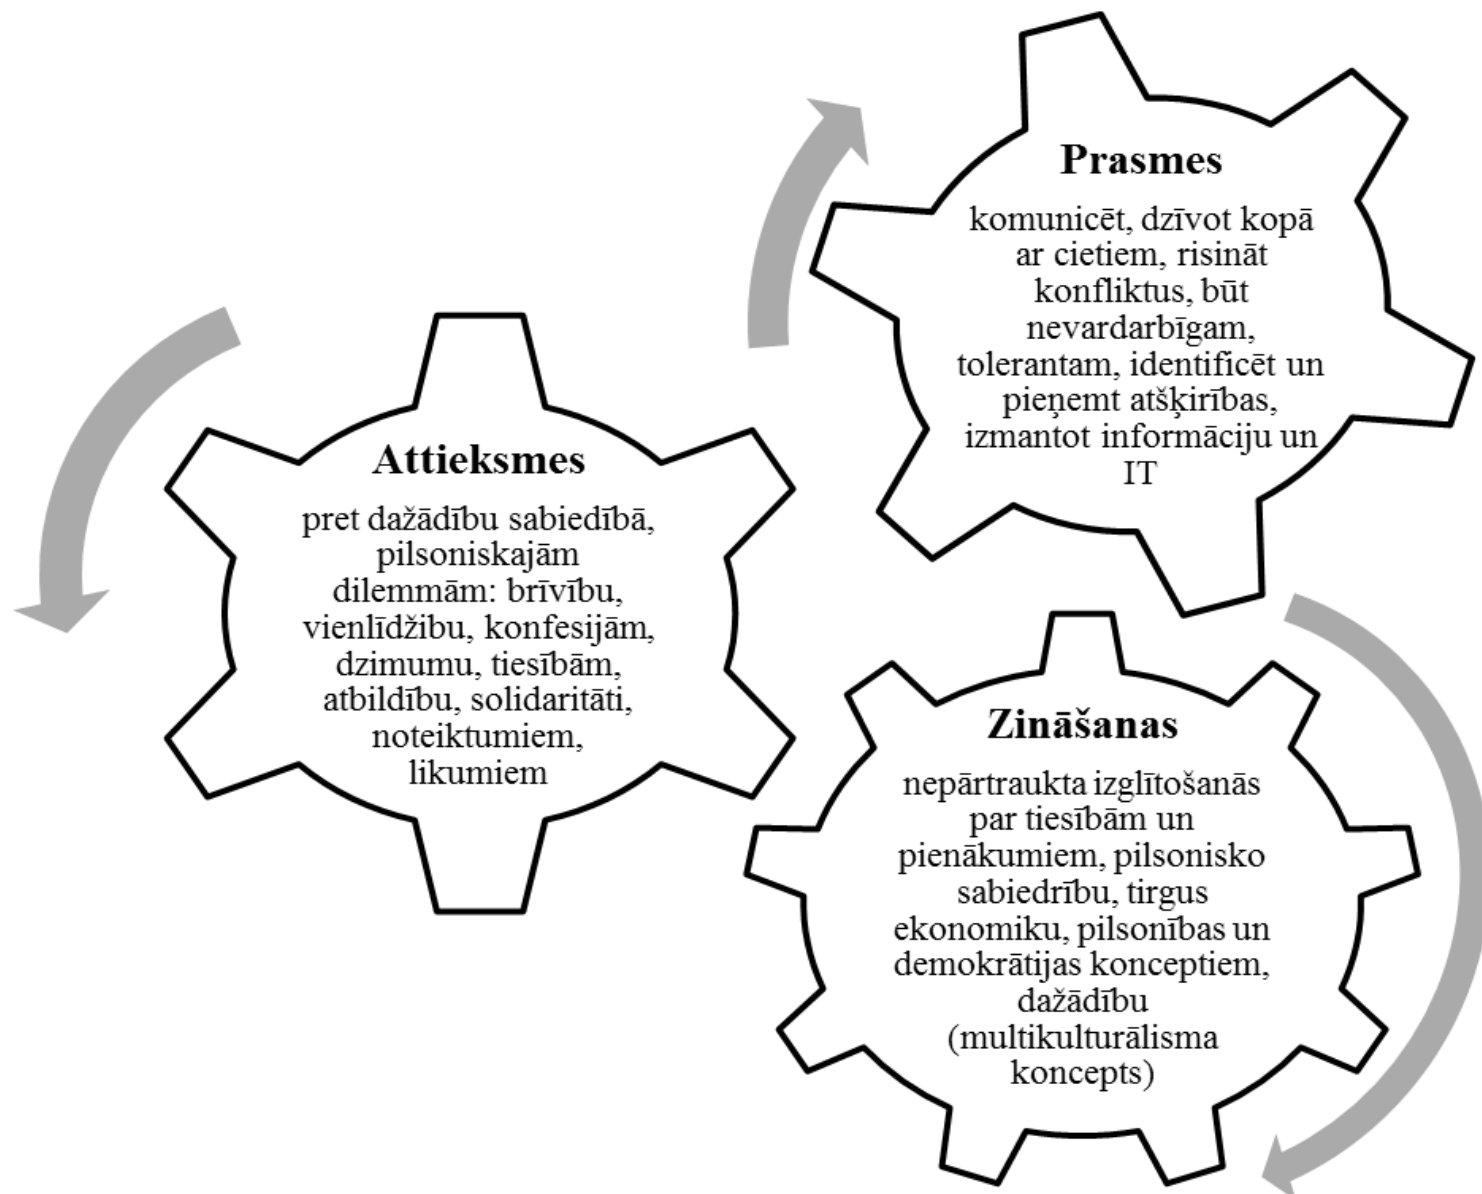 Prasmes
komunicēt, dzīvot kopā
ar cietiem, risināt
konfliktus, būt
nevardarbīgam,
tolerantam, identificēt un
pieņemt atšķirības,
izmantot informāciju un
IT
Attieksmes
pret dažādību sabiedībā,
pilsoniskajām
dilemmām: brīvību,
vienlīdžibu, konfesijām,
dzimumu, tiesībām,
atbildību, solidaritāti,
noteiktumiem,
likumiem
Zināšanas
nepārtraukta izglītošanās
par tiesībām un
pienākumiem, pilsonisko
sabiedrību, tirgus
ekonomiku, pilsonības un
demokrātijas konceptiem,
dažādību
(multikulturālisma
koncepts)